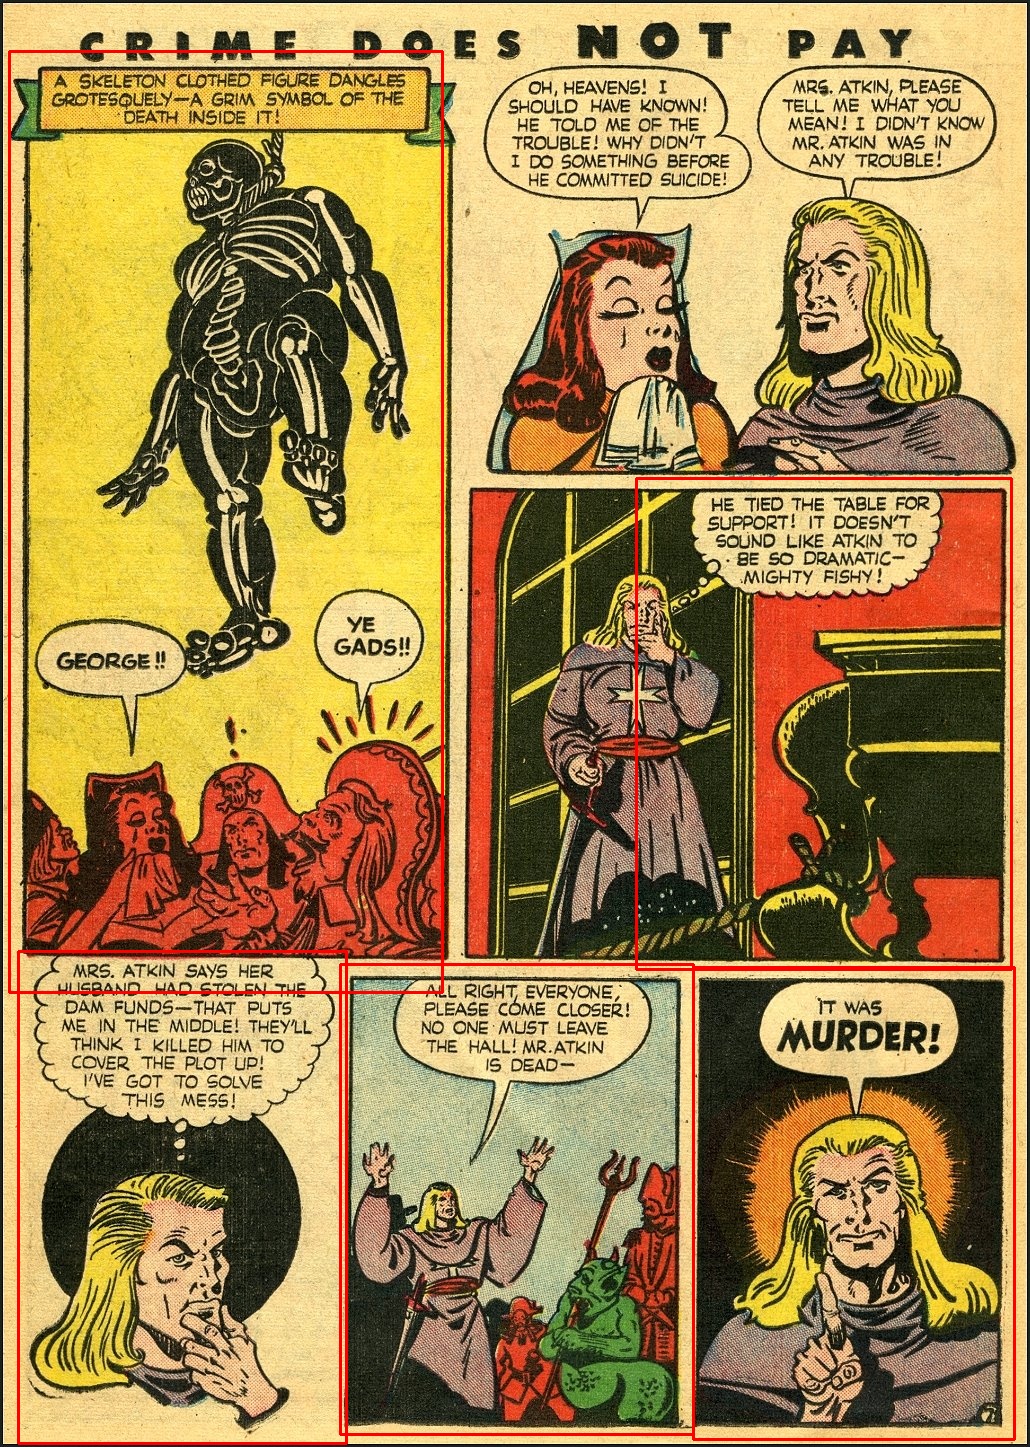 CRIME DOES NOT PAY
A SKELETON CLOTHED FIGURE DANGLES
GROTESQUELY—A GRIM SYMBOL OF THE
DEATH INSIDE IT!
GEORGE!!
YE
GADS!!
!
OH, HEAVENS! I
SHOULD HAVE KNOWN!
HE TOLD ME OF THE
TROUBLE! WHY DIDN'T
I DO SOMETHING BEFORE
HE COMMITTED SUICIDE!
MRS. ATKIN, PLEASE
TELL ME WHAT YOU
MEAN! I DIDN'T KNOW
MR. ATKIN WAS IN
ANY TROUBLE!
HE TIED THE TABLE FOR
SUPPORT! IT DOESN'T
SOUND LIKE ATKIN TO
BE SO DRAMATIC—
MIGHTY FISHY!
MRS. ATKIN SAYS HER
HUSBAND HAD STOLEN THE
DAM FUNDS—THAT PUTS
ME IN THE MIDDLE! THEY'LL
THINK I KILLED HIM TO
COVER THE PLOT UP!
I'VE GOT TO SOLVE
THIS MESS!
ALL RIGHT, EVERYONE,
PLEASE COME CLOSER!
NO ONE MUST LEAVE
THE HALL! MR. ATKIN
IS DEAD—
IT WAS
MURDER!
7